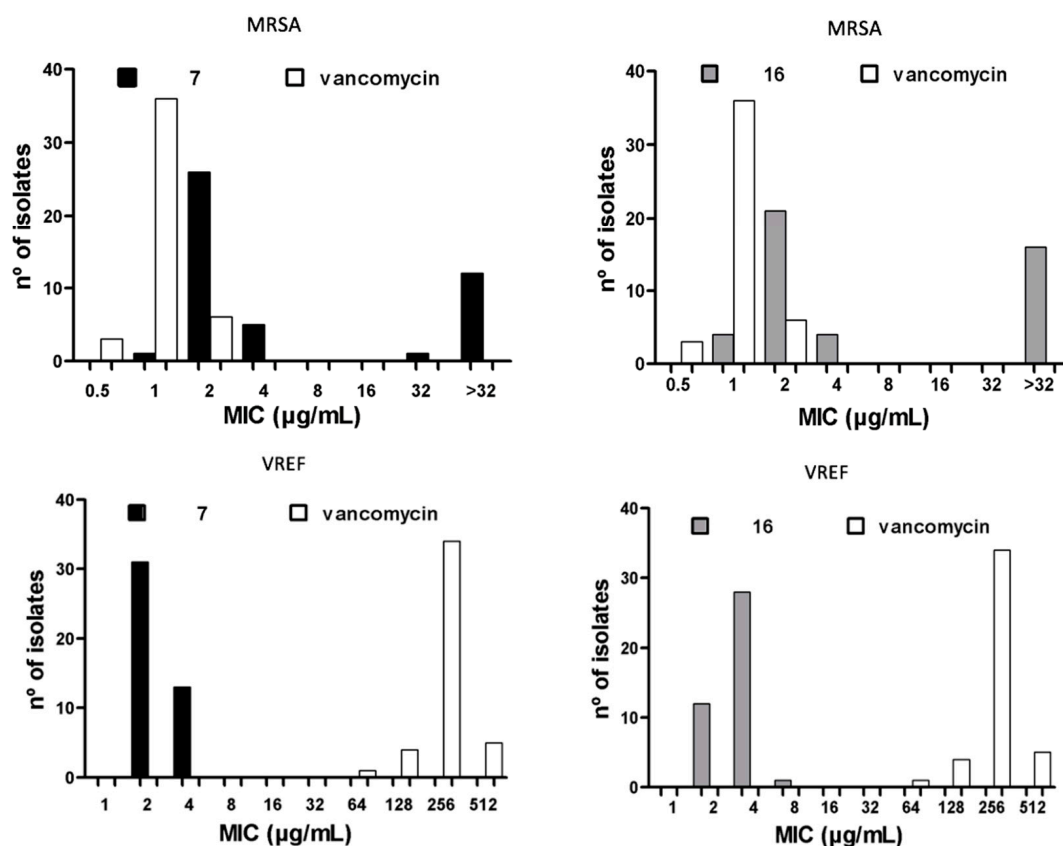 MRSA
7 vancomycin
40
30
20
10
0
nº of isolates
0.5 1 2 4 8 16 32 >32
MIC (µg/mL)
MRSA
16 vancomycin
40
30
20
10
0
nº of isolates
0.5 1 2 4 8 16 32 >32
MIC (µg/mL)
VREF
7 vancomycin
40
30
20
10
0
nº of isolates
1 2 4 8 16 32 64 128 256 512
MIC (µg/mL)
VREF
16 vancomycin
40
30
20
10
0
nº of isolates
1 2 4 8 16 32 64 128 256 512
MIC (µg/mL)